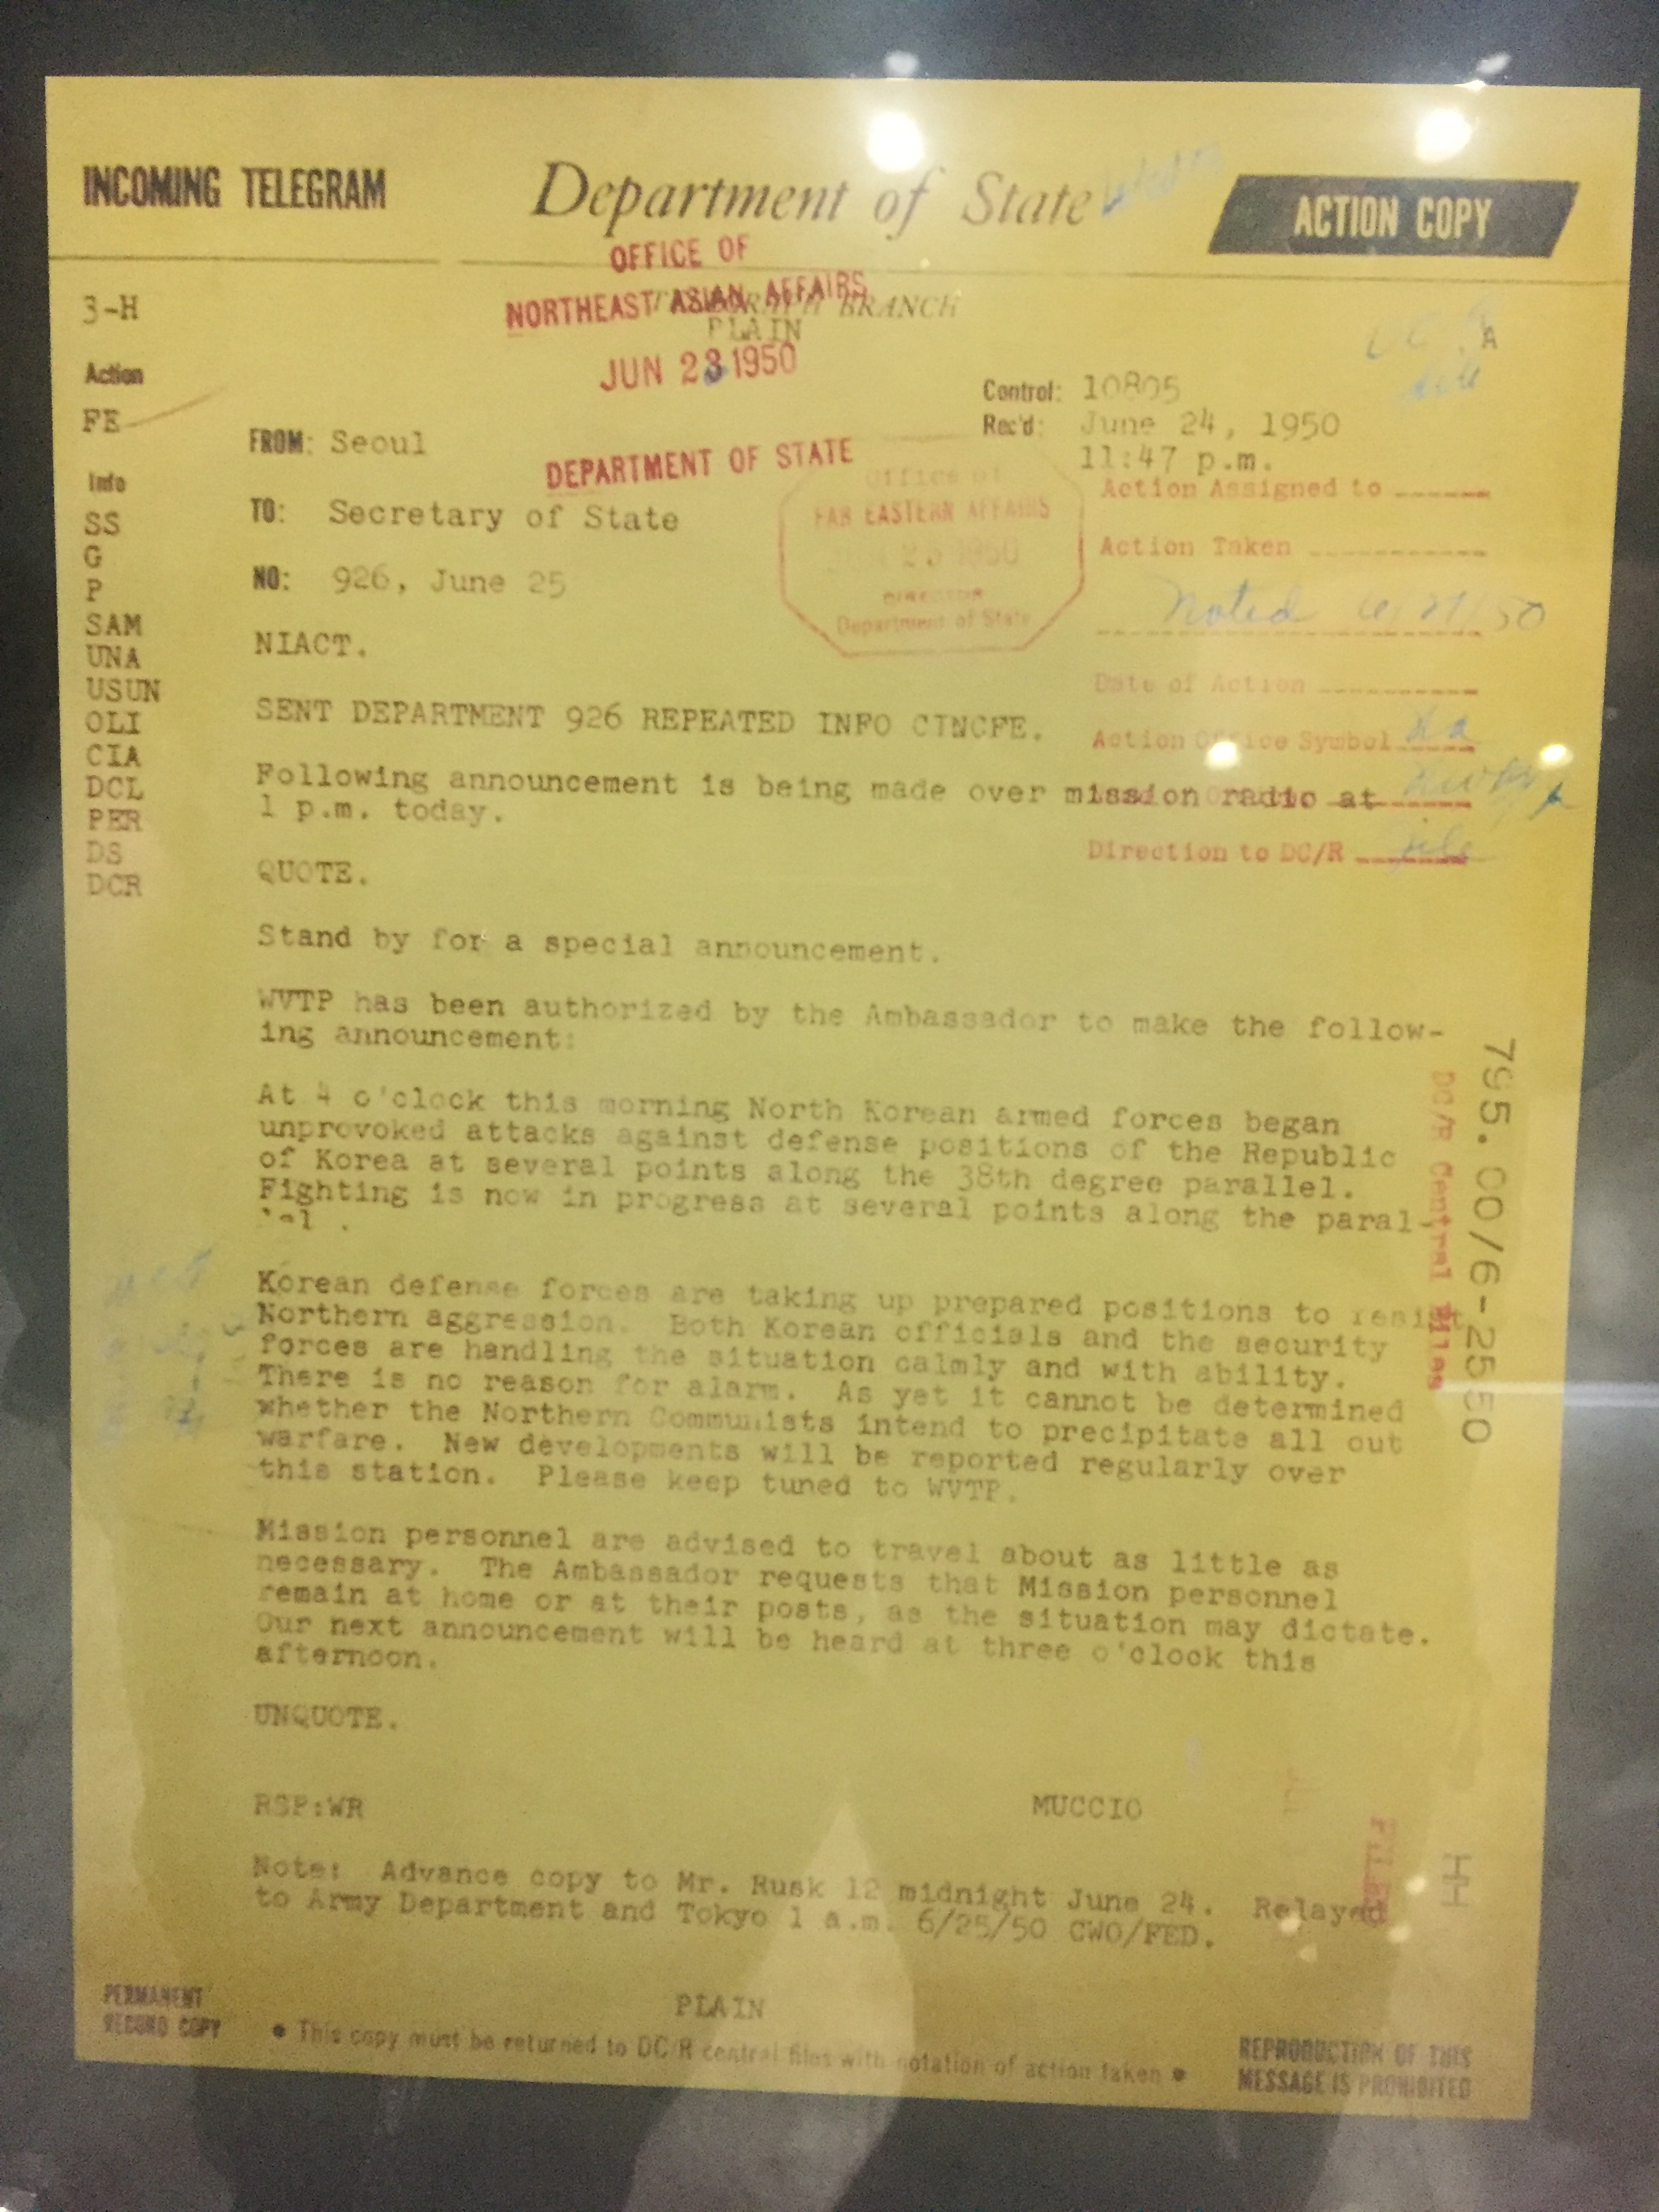 INCOMING TELEGRAM
Department of State
ACTION COPY
OFFICE OF
NORTHEAST ASIAN AFFAIRS
BRANCH
PLAIN
JUN 23 1950
DEPARTMENT OF STATE
3-H
A
Action
FE
Info
SS
G
P
SAM
UNA
USUN
OLI
CIA
DCL
PER
DS
DCR
Control: 10805
Rec'd: June 24, 1950
11:47 p.m.
FROM: Seoul
TO: Secretary of State
NO: 926, June 25
Office of
FAR EASTERN AFFAIRS
1950
Department of State
Action Assigned to
Action Taken
Noted 6/27/50
Date of Action
Action Office Symbol
Direction to DC/R file
NIACT.
SENT DEPARTMENT 926 REPEATED INFO CINCFE.
Following announcement is being made over mission radio at
1 p.m. today.
QUOTE.
Stand by for a special announcement.
WVTP has been authorized by the Ambassador to make the follow-
ing announcement:
At 4 o'clock this morning North Korean armed forces began
unprovoked attacks against defense positions of the Republic
of Korea at several points along the 38th degree parallel.
Fighting is now in progress at several points along the paral-
lel.
Korean defense forces are taking up prepared positions to resist
Northern aggression. Both Korean officials and the security
forces are handling the situation calmly and with ability.
There is no reason for alarm. As yet it cannot be determined
whether the Northern Communists intend to precipitate all out
warfare. New developments will be reported regularly over
this station. Please keep tuned to WVTP.
Mission personnel are advised to travel about as little as
necessary. The Ambassador requests that Mission personnel
remain at home or at their posts, as the situation may dictate.
Our next announcement will be heard at three o'clock this
afternoon.
UNQUOTE.
RSP:WR MUCCIO
Note: Advance copy to Mr. Rusk 12 midnight June 24. Relayed
to Army Department and Tokyo 1 a.m. 6/25/50 CWO/FED.
795.00/6-2550
DC/R Central Files
FILED
HH
PLAIN
PERMANENT
RECORD COPY
• This copy must be returned to DC/R central files with notation of action taken •
REPRODUCTION OF THIS
MESSAGE IS PROHIBITED